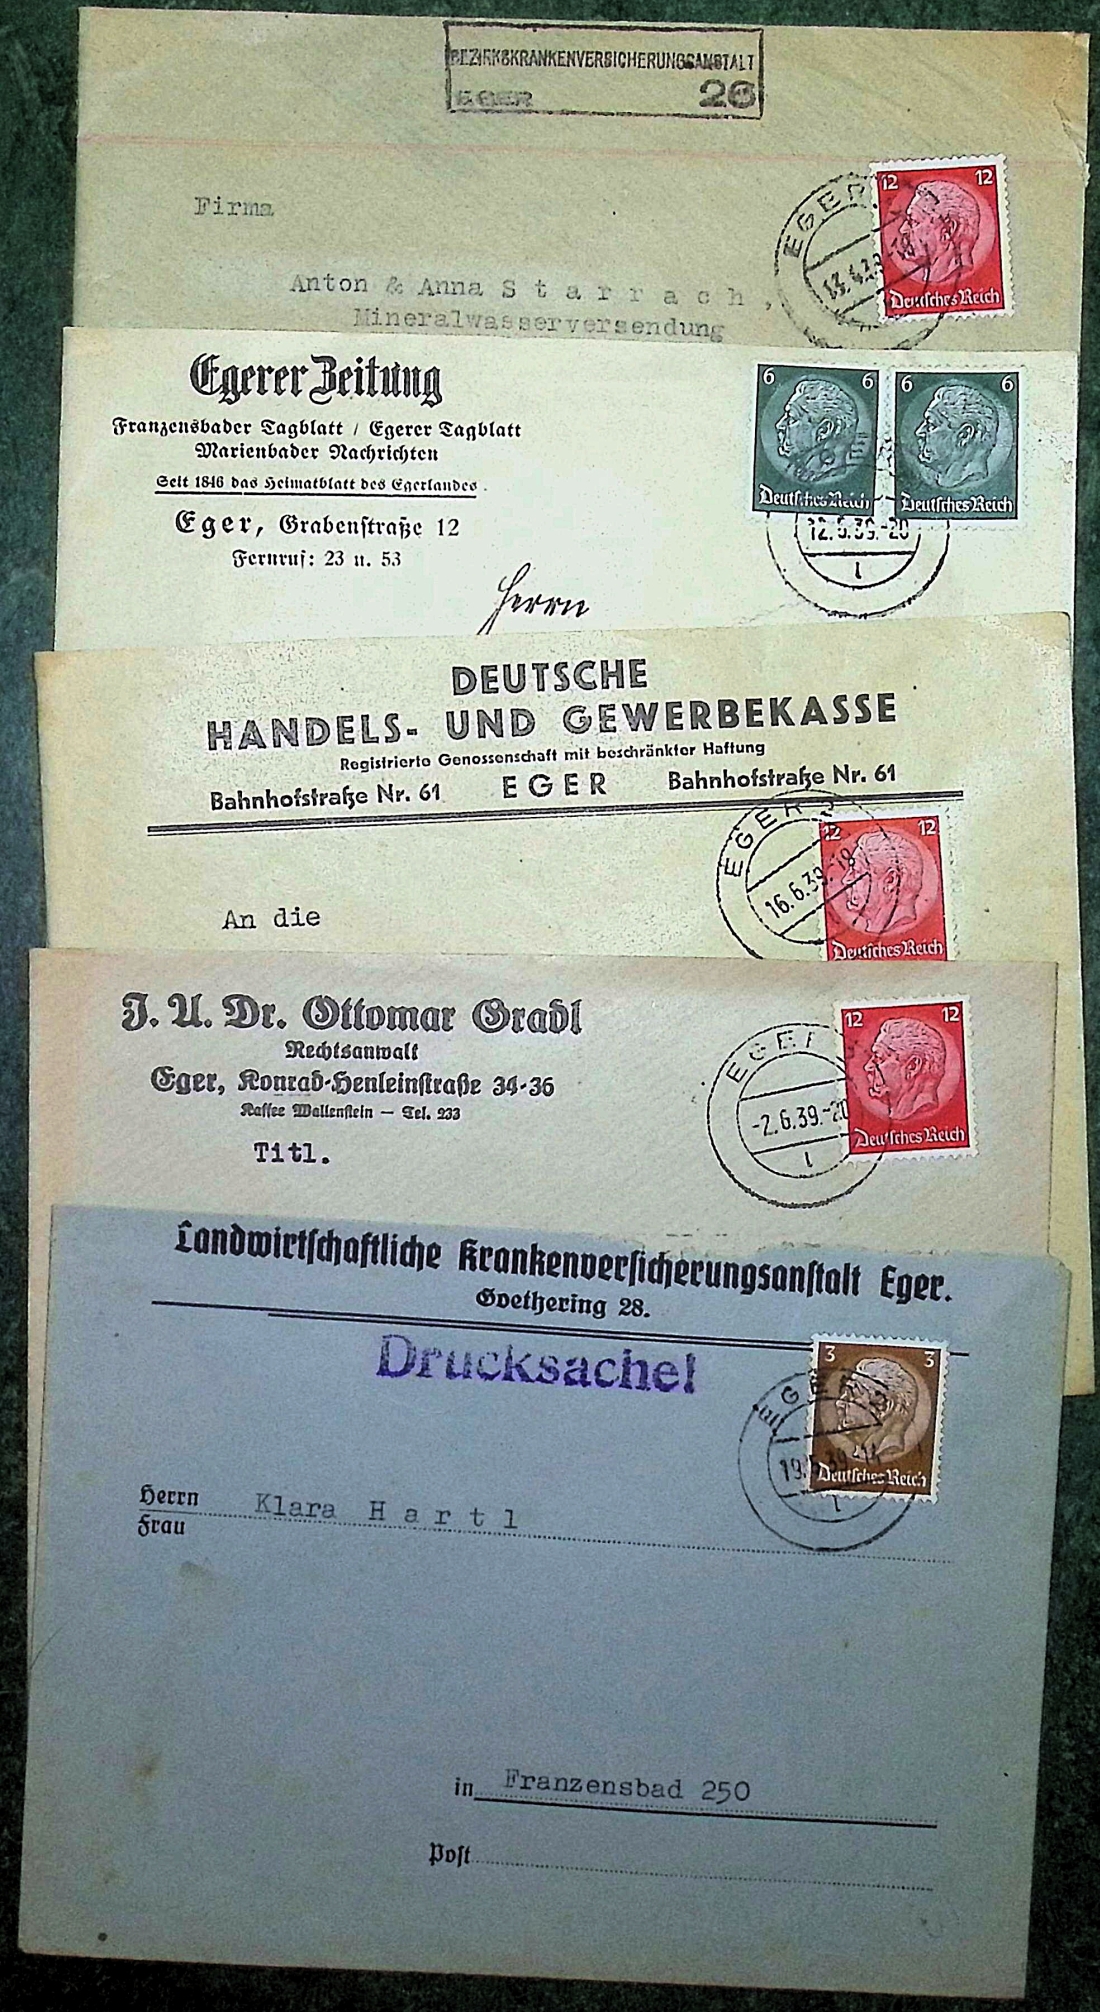 BEZIRKSKRANKENVERSICHERUNGSANSTALT
EGER 26
12 12
EGER
Deutsches Reich
Firma
Anton & Anna Starrach,
Mineralwasserversendung
Egerer Zeitung
Franzensbader Tagblatt / Egerer Tagblatt
Marienbader Nachrichten
Seit 1846 das Heimatblatt des Egerlandes
Eger, Grabenstraße 12
Fernruf: 23 u. 53
Herrn
6 6 6 6
Deutsches Reich Deutsches Reich
DEUTSCHE
HANDELS- UND GEWERBEKASSE
Registrierte Genossenschaft mit beschränkter Haftung
Bahnhofstraße Nr. 61 EGER Bahnhofstraße Nr. 61
An die
12 12
EGER
16.6.39.-18
Deutsches Reich
J. U. Dr. Ottomar Gradl
Rechtsanwalt
Eger, Konrad-Henleinstraße 34-36
Kaffee Wallenstein — Tel. 233
Titl.
12 12
EGER
-2.6.39.-20
Deutsches Reich
Landwirtschaftliche Krankenversicherungsanstalt Eger.
Goethering 28.
Drucksache!
3 3
EGER
Deutsches Reich
Herrn
Frau Klara Hartl
in Franzensbad 250
Post